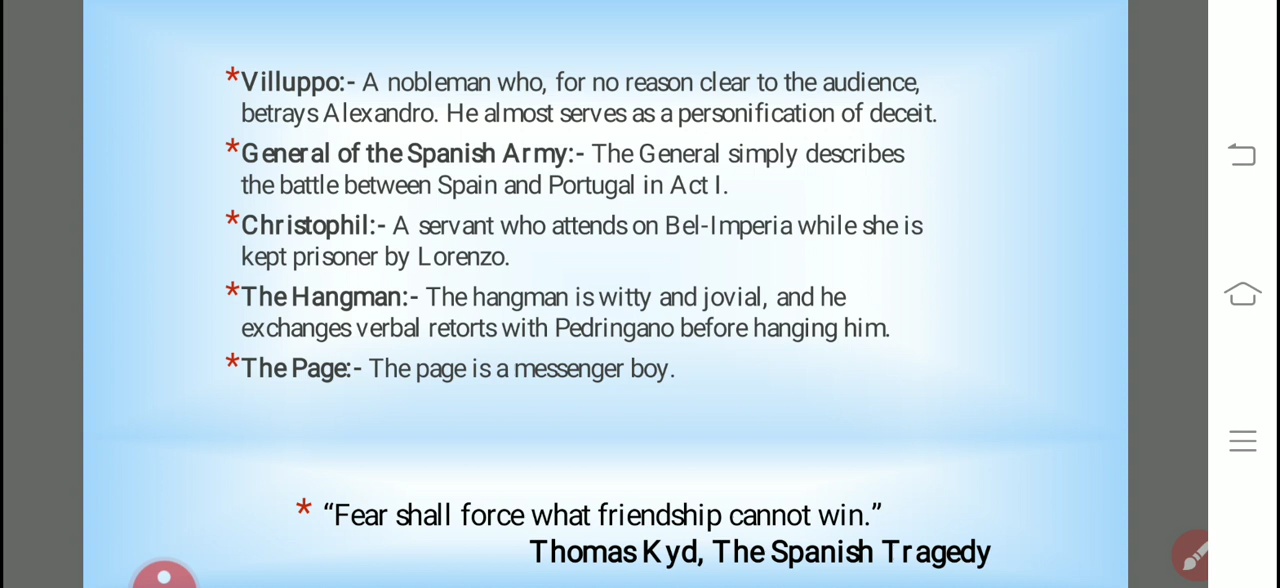 *Villuppo:- A nobleman who, for no reason clear to the audience,
betrays Alexandro. He almost serves as a personification of deceit.
*General of the Spanish Army:- The General simply describes
the battle between Spain and Portugal in Act I.
*Christophil:- A servant who attends on Bel-Imperia while she is
kept prisoner by Lorenzo.
*The Hangman:- The hangman is witty and jovial, and he
exchanges verbal retorts with Pedringano before hanging him.
*The Page:- The page is a messenger boy.
* “Fear shall force what friendship cannot win.”
Thomas Kyd, The Spanish Tragedy